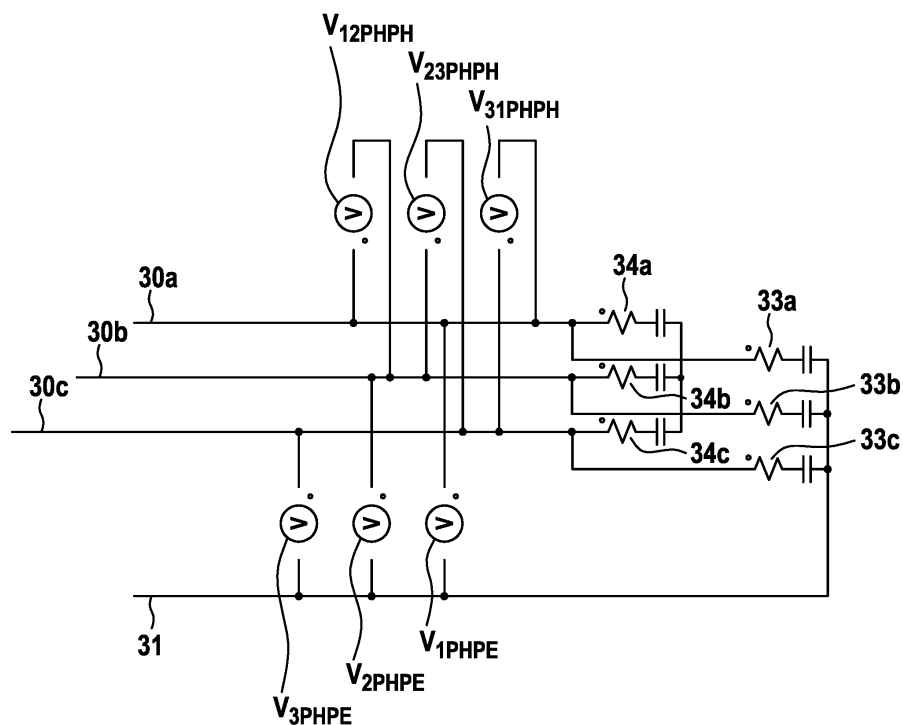 V12PHPH
V23PHPH
V31PHPH
V V V
30a
34a
33a
30b
33b
30c
34b
33c
34c
V V V
31
V1PHPE
V2PHPE
V3PHPE